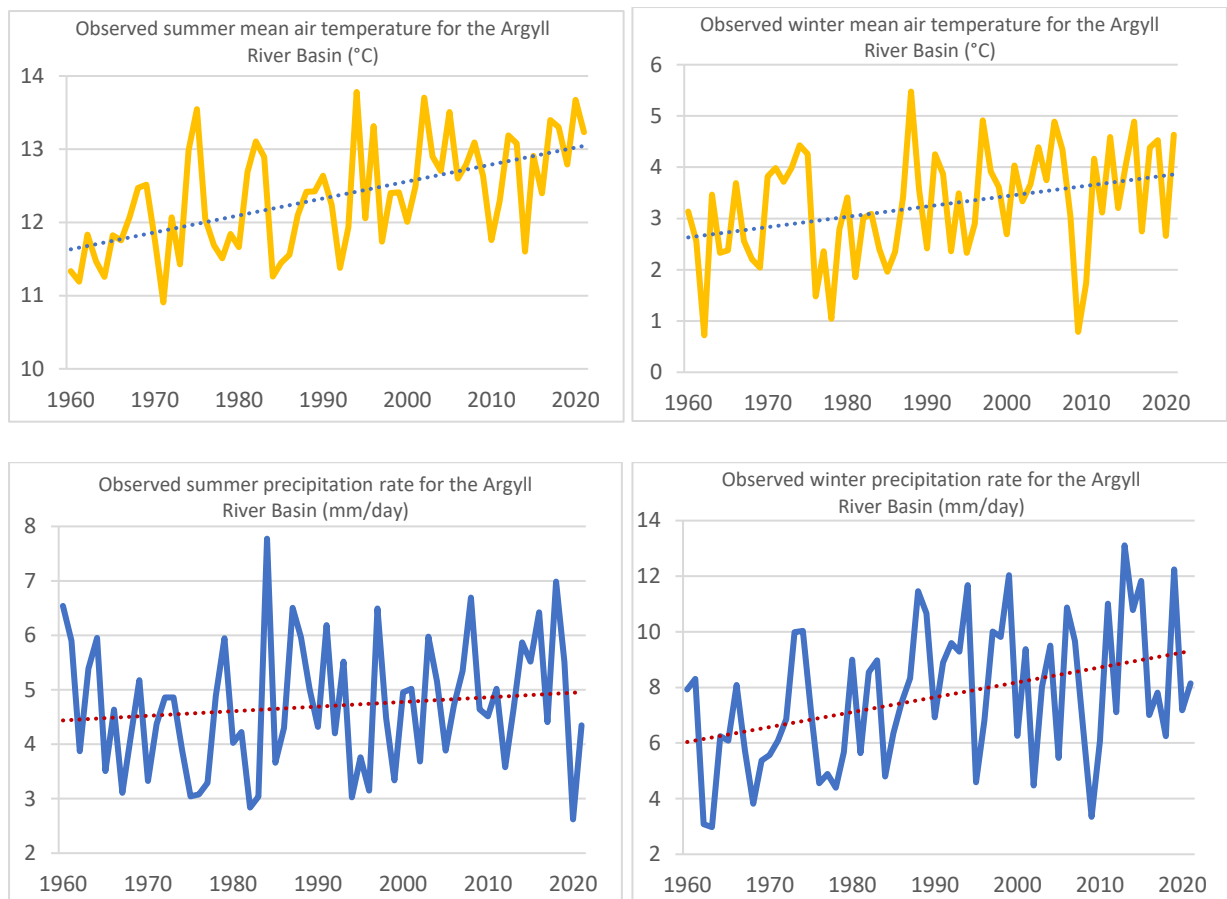 Observed summer mean air temperature for the Argyll
River Basin (°C)
14
13
12
11
10
1960 1970 1980 1990 2000 2010 2020
Observed winter mean air temperature for the Argyll
River Basin (°C)
6
5
4
3
2
1
0
1960 1970 1980 1990 2000 2010 2020
Observed summer precipitation rate for the Argyll
River Basin (mm/day)
8
7
6
5
4
3
2
1960 1970 1980 1990 2000 2010 2020
Observed winter precipitation rate for the Argyll
River Basin (mm/day)
14
12
10
8
6
4
2
1960 1970 1980 1990 2000 2010 2020